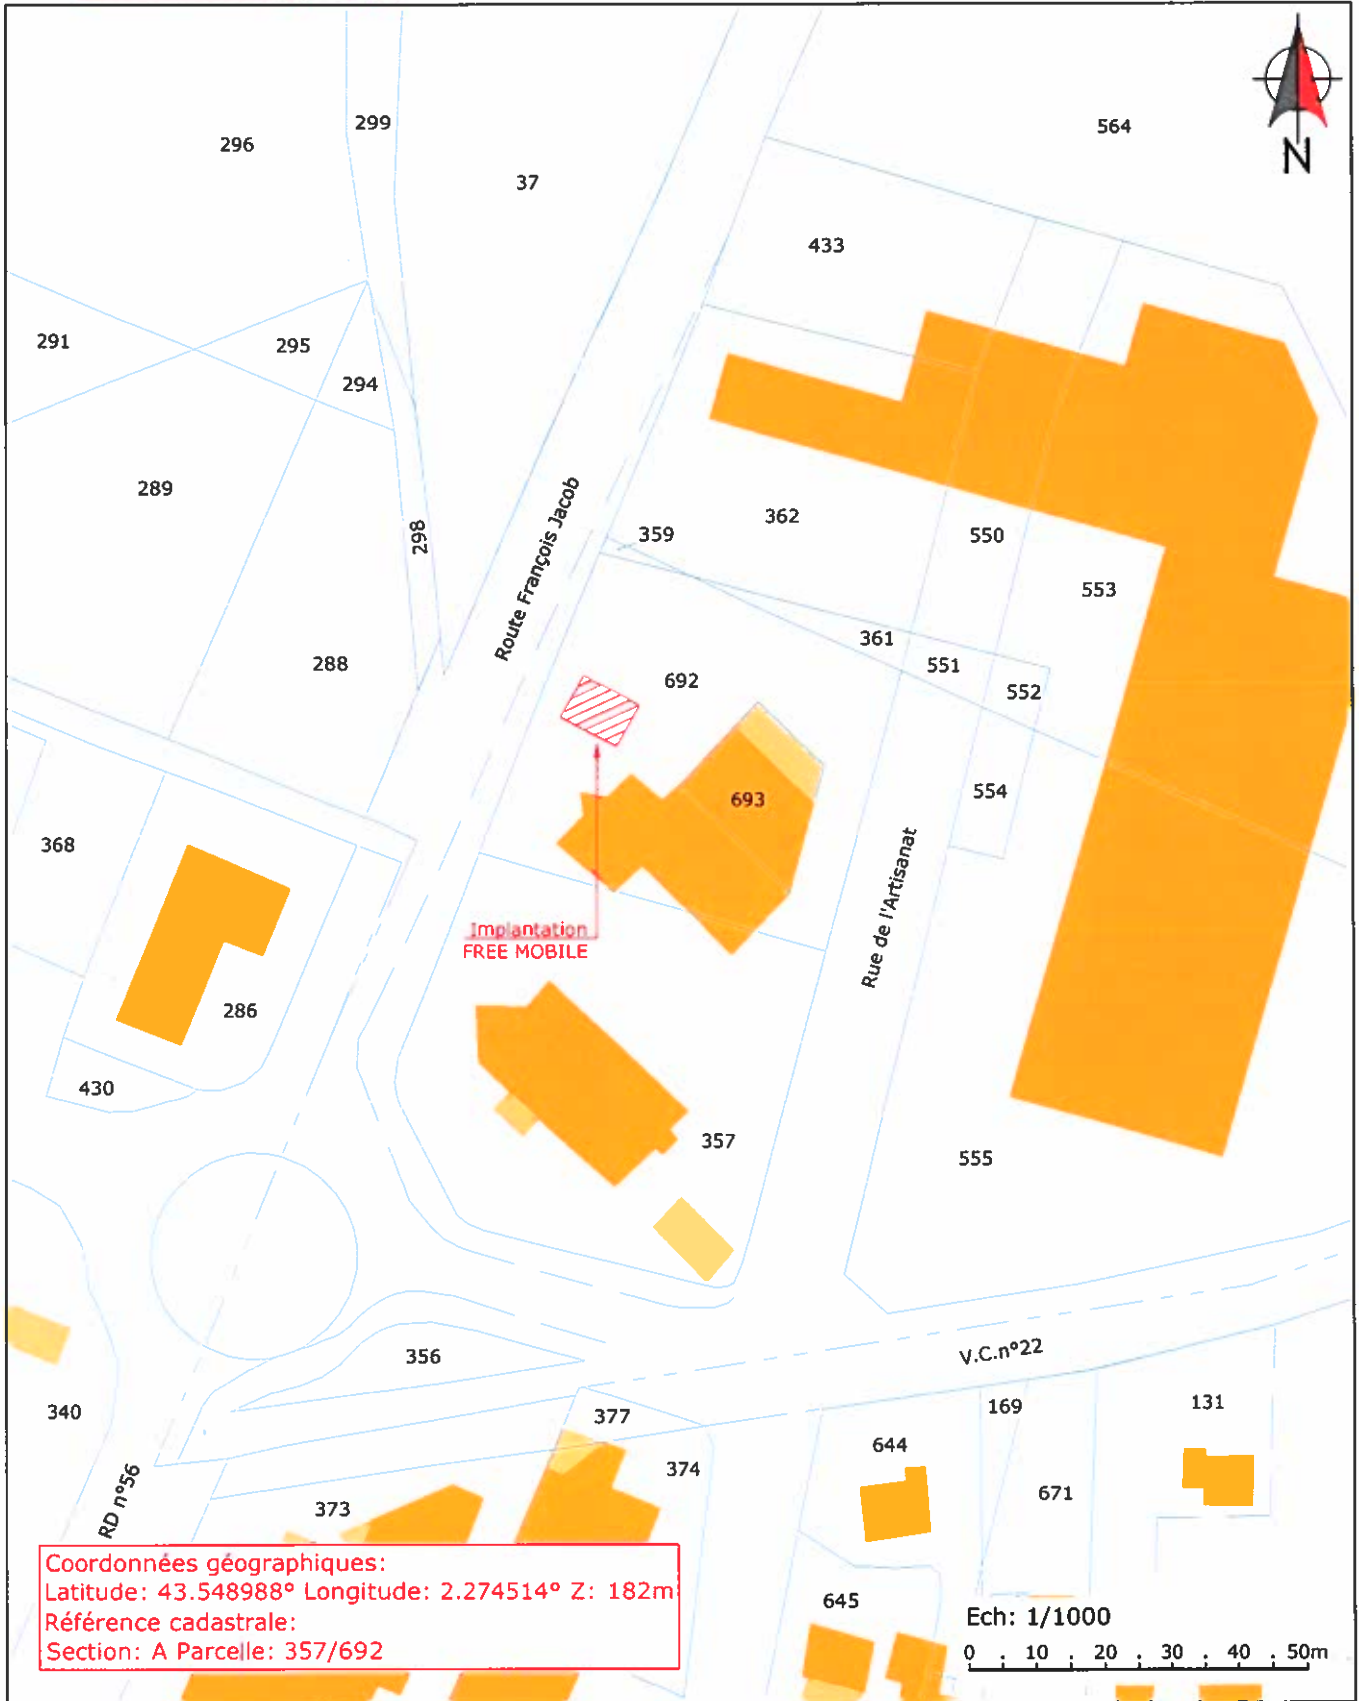 N
564
299
296
37
433
291
295
294
289
298
Route François Jacob
359
362
550
553
361
551
552
288
692
693
554
368
Rue de l'Artisanat
Implantation
FREE MOBILE
286
430
357
555
356
V.C.n°22
340
377
169
131
644
374
671
373
RD n°56
Coordonnées géographiques:
Latitude: 43.548988° Longitude: 2.274514° Z: 182m
Référence cadastrale:
Section: A Parcelle: 357/692
645
Ech: 1/1000
0 10 20 30 40 50m